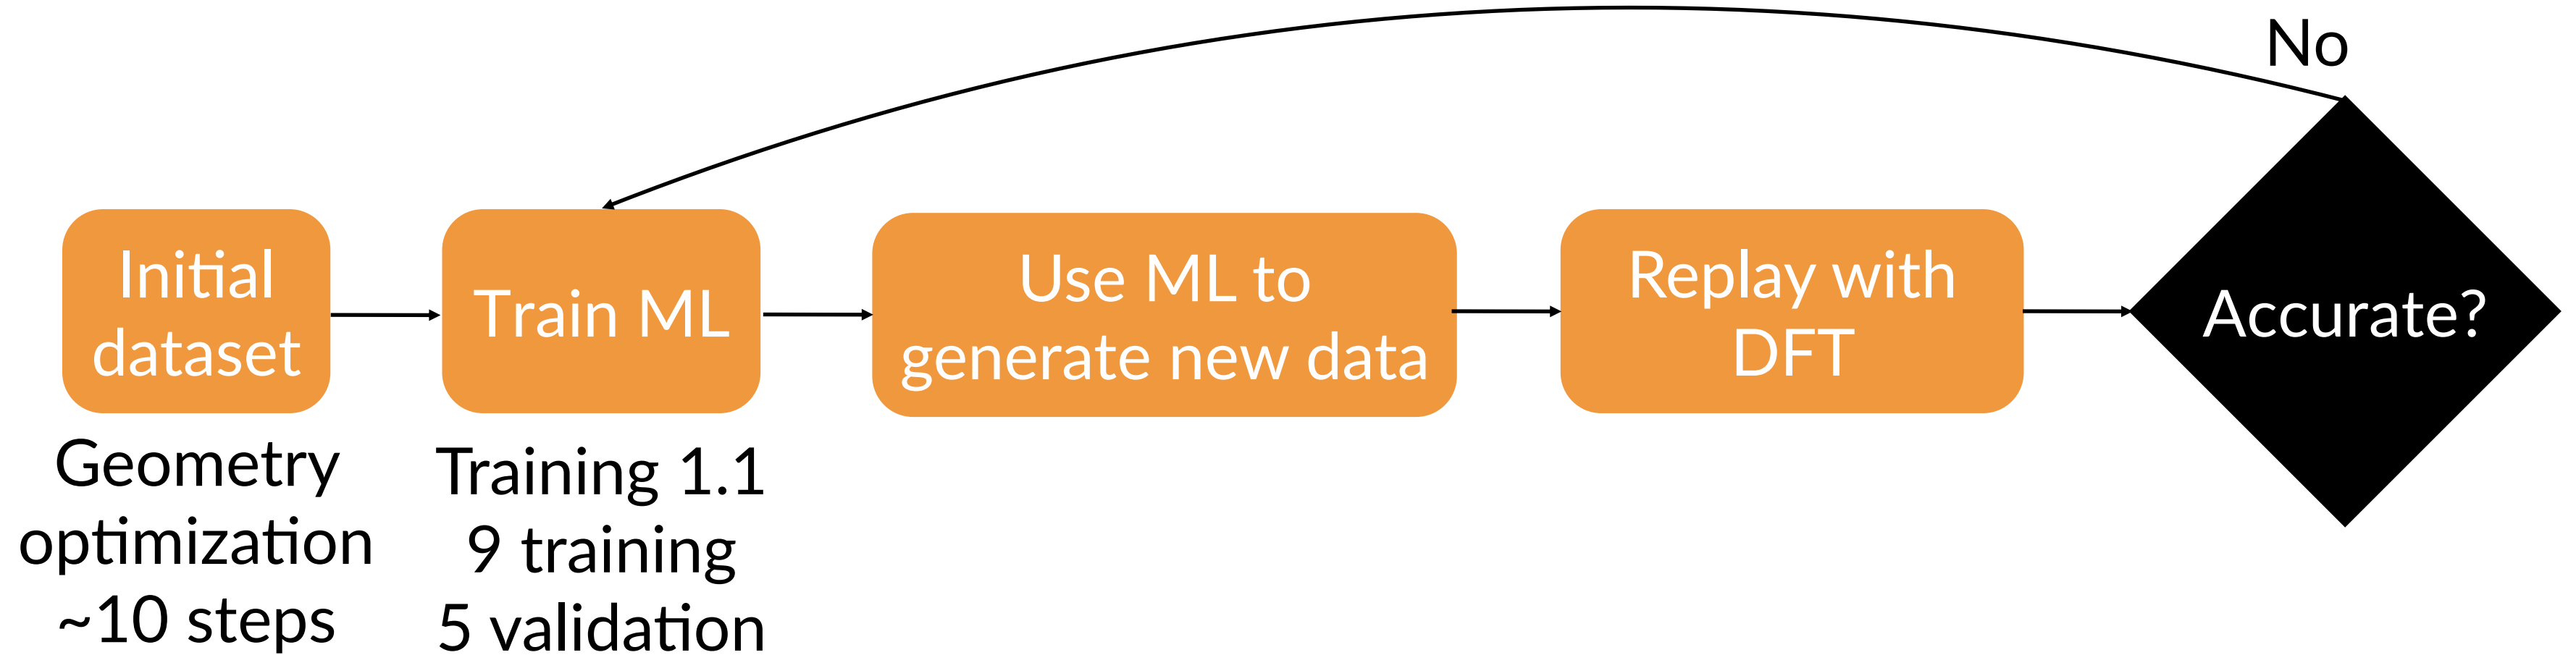 No
Initial
dataset
Train ML
Use ML to
generate new data
Replay with
DFT
Accurate?
Geometry
optimization
~10 steps
Training 1.1
9 training
5 validation